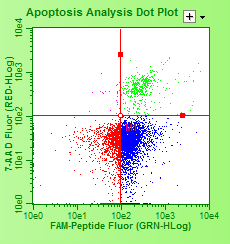 Apoptosis Analysis Dot Plot
7-AAD Fluor (RED-HLog)
10e4
10e3
10e2
10e1
10e0
10e0 10e1 10e2 10e3 10e4
FAM-Peptide Fluor (GRN-HLog)